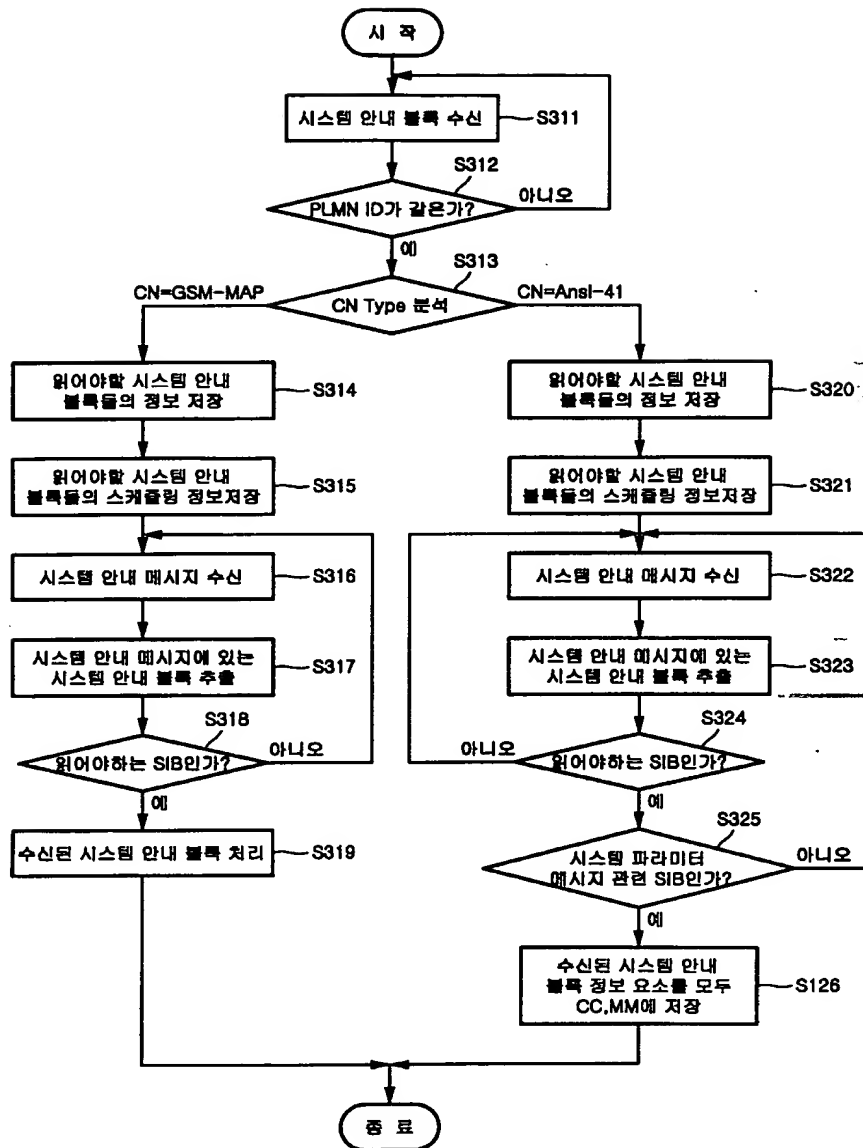 시 작
시스템 안내 블록 수신
S311
S312
PLMN ID가 같은가?
아니오
예
S313
CN=GSM-MAP
CN Type 분석
CN=Ansi-41
읽어야할 시스템 안내
블록들의 정보 저장
S314
읽어야할 시스템 안내
블록들의 스케쥴링 정보저장
S315
시스템 안내 메시지 수신
S316
시스템 안내 메시지에 있는
시스템 안내 블록 추출
S317
S318
읽어야하는 SIB인가?
아니오
예
수신된 시스템 안내 블록 처리
S319
읽어야할 시스템 안내
블록들의 정보 저장
S320
읽어야할 시스템 안내
블록들의 스케쥴링 정보저장
S321
시스템 안내 메시지 수신
S322
시스템 안내 메시지에 있는
시스템 안내 블록 추출
S323
S324
아니오
읽어야하는 SIB인가?
예
S325
시스템 파라미터
메시지 관련 SIB인가?
아니오
예
수신된 시스템 안내
블록 정보 요소를 모두
CC,MM에 저장
S126
종 료